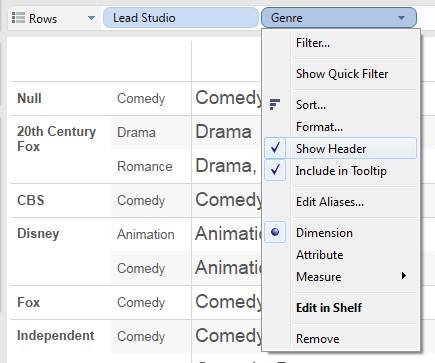 Rows Lead Studio Genre
Filter...
Show Quick Filter
Sort...
Format...
Show Header
Include in Tooltip
Edit Aliases...
Dimension
Attribute
Measure
Edit in Shelf
Remove
Null Comedy Comedy
20th Century Fox Drama Drama
Romance Drama,
CBS Comedy Comedy
Disney Animation Animatio
Comedy Animatio
Fox Comedy Comedy
Independent Comedy Comedy